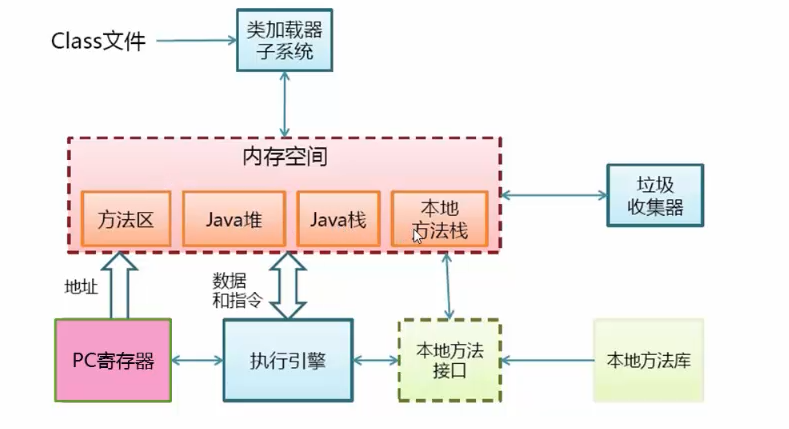 Class文件
类加载器
子系统
内存空间
方法区
Java堆
Java栈
本地
方法栈
垃圾
收集器
地址
数据
和指令
PC寄存器
执行引擎
本地方法
接口
本地方法库